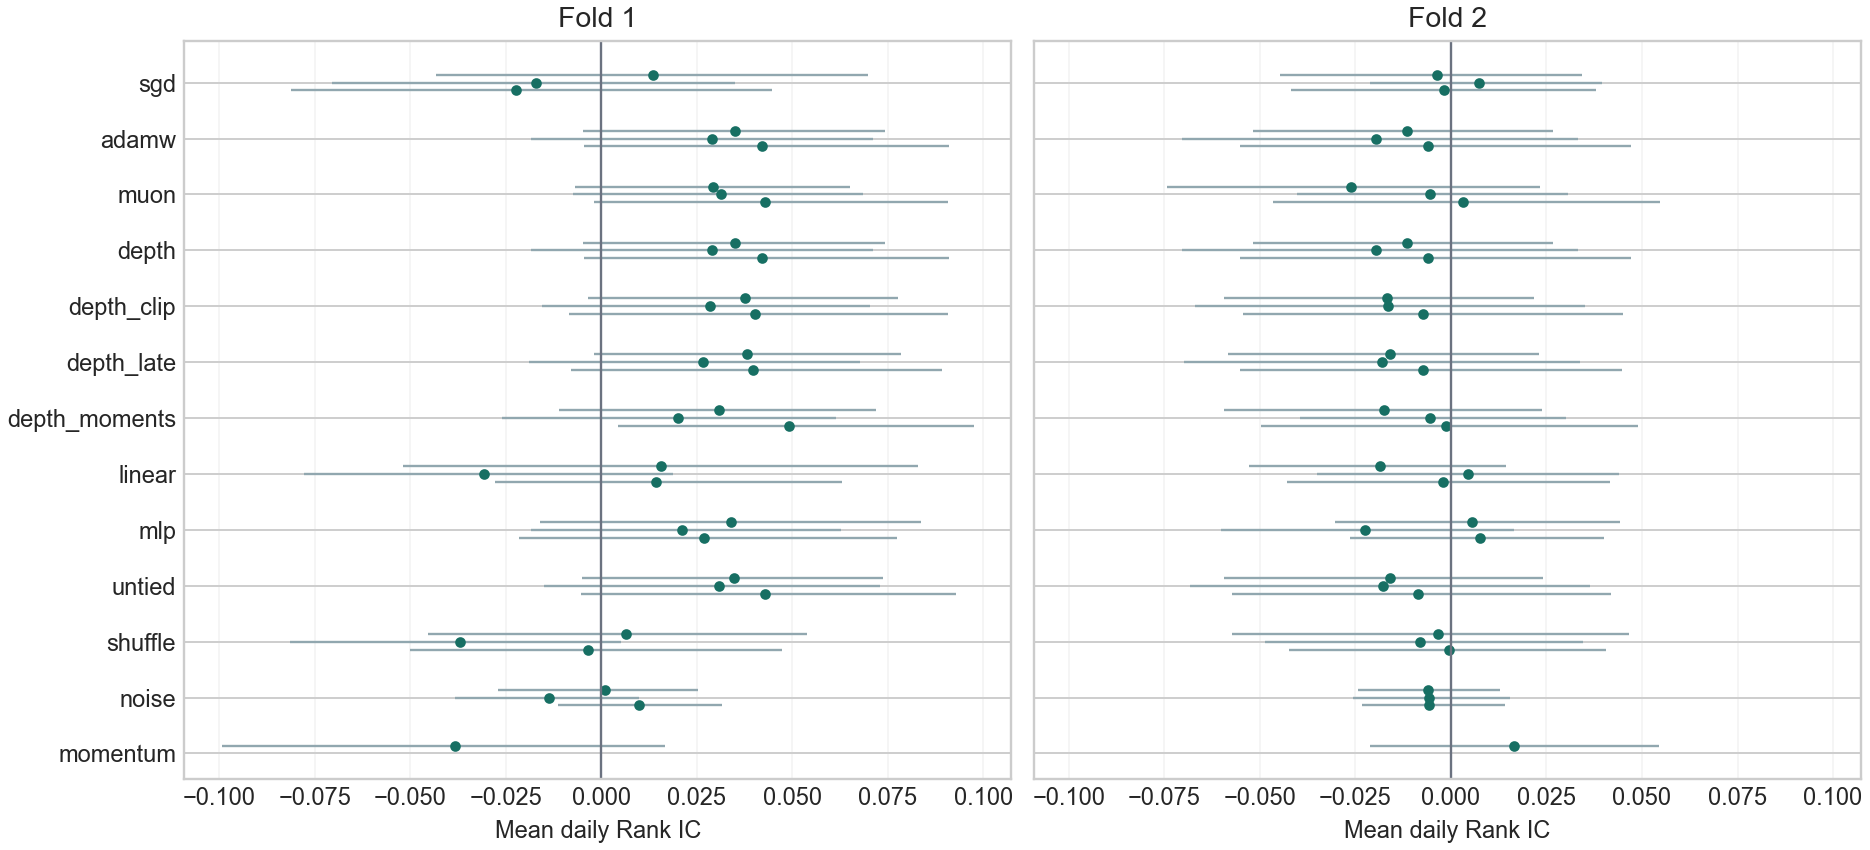 Fold 1
Fold 2
sgd
adamw
muon
depth
depth_clip
depth_late
depth_moments
linear
mlp
untied
shuffle
noise
momentum
−0.100 −0.075 −0.050 −0.025 0.000 0.025 0.050 0.075 0.100
−0.100 −0.075 −0.050 −0.025 0.000 0.025 0.050 0.075 0.100
Mean daily Rank IC
Mean daily Rank IC